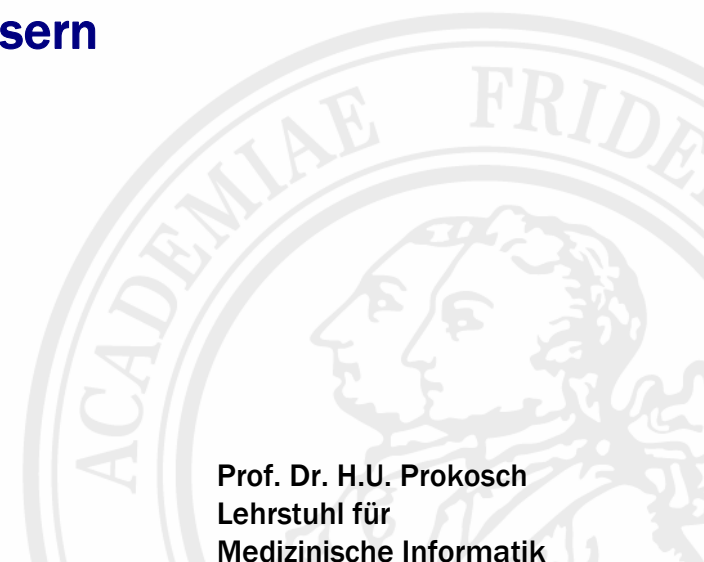 sern
ACADEMIAE FRIDE
Prof. Dr. H.U. Prokosch
Lehrstuhl für
Medizinische Informatik